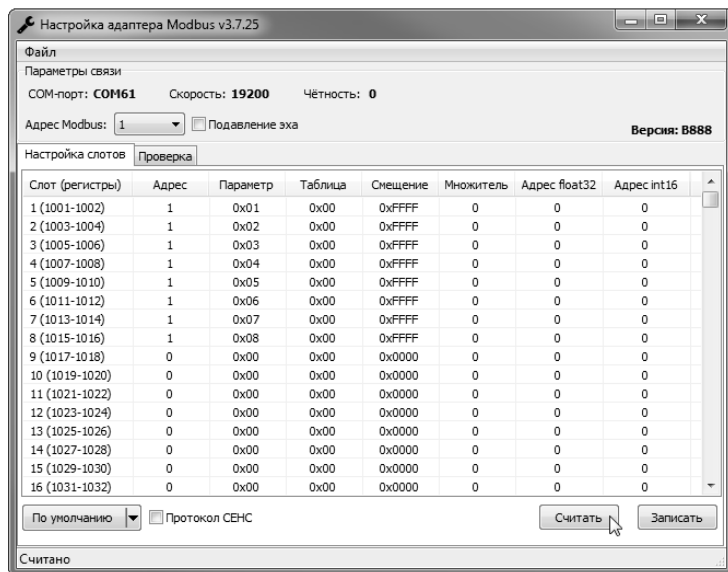 Настройка адаптера Modbus v3.7.25
Файл
Параметры связи
COM-порт: COM61 Скорость: 19200 Чётность: 0
Адрес Modbus: 1 Подавление эха
Версия: B888
Настройка слотов Проверка
Слот (регистры) Адрес Параметр Таблица Смещение Множитель Адрес float32 Адрес int16
1 (1001-1002) 1 0x01 0x00 0xFFFF 0 0 0
2 (1003-1004) 1 0x02 0x00 0xFFFF 0 0 0
3 (1005-1006) 1 0x03 0x00 0xFFFF 0 0 0
4 (1007-1008) 1 0x04 0x00 0xFFFF 0 0 0
5 (1009-1010) 1 0x05 0x00 0xFFFF 0 0 0
6 (1011-1012) 1 0x06 0x00 0xFFFF 0 0 0
7 (1013-1014) 1 0x07 0x00 0xFFFF 0 0 0
8 (1015-1016) 1 0x08 0x00 0xFFFF 0 0 0
9 (1017-1018) 0 0x00 0x00 0x0000 0 0 0
10 (1019-1020) 0 0x00 0x00 0x0000 0 0 0
11 (1021-1022) 0 0x00 0x00 0x0000 0 0 0
12 (1023-1024) 0 0x00 0x00 0x0000 0 0 0
13 (1025-1026) 0 0x00 0x00 0x0000 0 0 0
14 (1027-1028) 0 0x00 0x00 0x0000 0 0 0
15 (1029-1030) 0 0x00 0x00 0x0000 0 0 0
16 (1031-1032) 0 0x00 0x00 0x0000 0 0 0
По умолчанию Протокол СЕНС Считать Записать
Считано